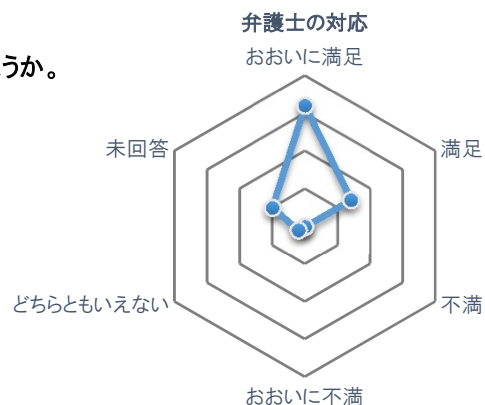 弁護士の対応
おおいに満足
うか。
未回答
満足
どちらともいえない
不満
おおいに不満